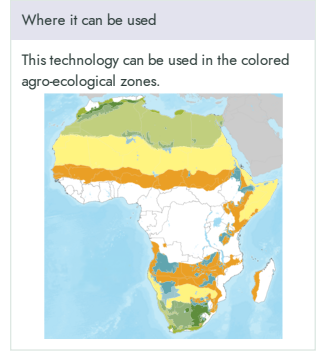 Where it can be used
This technology can be used in the colored
agro-ecological zones.